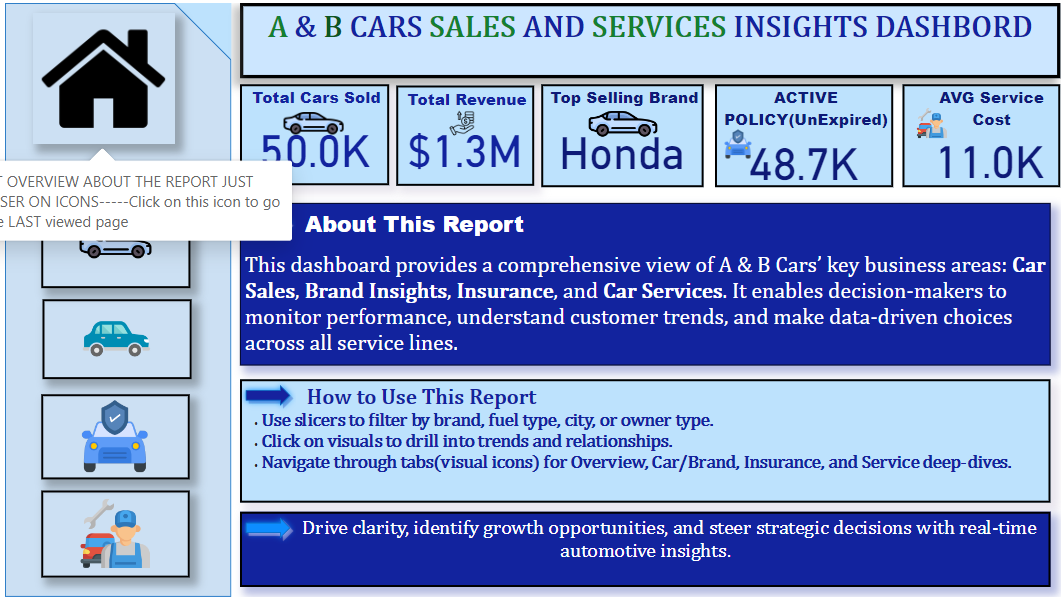 A & B CARS SALES AND SERVICES INSIGHTS DASHBORD
Total Cars Sold
50.0K
Total Revenue
$1.3M
Top Selling Brand
Honda
ACTIVE
POLICY(UnExpired)
48.7K
AVG Service
Cost
11.0K
T OVERVIEW ABOUT THE REPORT JUST
SER ON ICONS-----Click on this icon to go
e LAST viewed page
About This Report
This dashboard provides a comprehensive view of A & B Cars’ key business areas: Car
Sales, Brand Insights, Insurance, and Car Services. It enables decision-makers to
monitor performance, understand customer trends, and make data-driven choices
across all service lines.
How to Use This Report
. Use slicers to filter by brand, fuel type, city, or owner type.
. Click on visuals to drill into trends and relationships.
. Navigate through tabs(visual icons) for Overview, Car/Brand, Insurance, and Service deep-dives.
Drive clarity, identify growth opportunities, and steer strategic decisions with real-time
automotive insights.